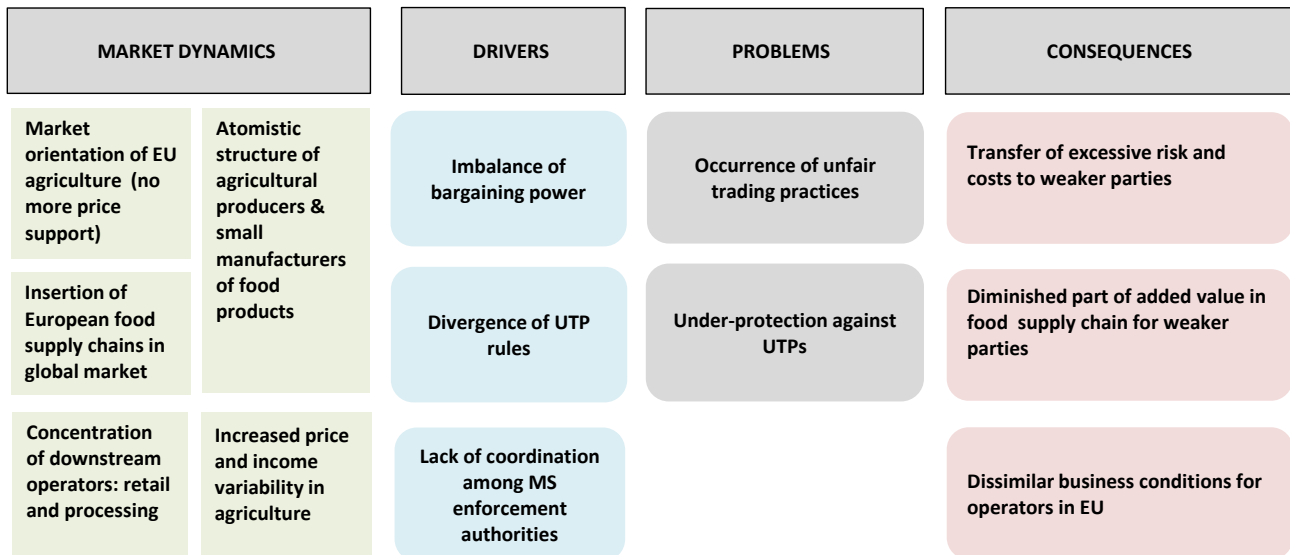 MARKET DYNAMICS
DRIVERS
PROBLEMS
CONSEQUENCES
Market
orientation of EU
agriculture (no
more price
support)
Insertion of
European food
supply chains in
global market
Concentration
of downstream
operators: retail
and processing
Atomistic
structure of
agricultural
producers &
small
manufacturers
of food
products
Increased price
and income
variability in
agriculture
Imbalance of
bargaining power
Divergence of UTP
rules
Lack of coordination
among MS
enforcement
authorities
Occurrence of unfair
trading practices
Under-protection against
UTPs
Transfer of excessive risk and
costs to weaker parties
Diminished part of added value in
food supply chain for weaker
parties
Dissimilar business conditions for
operators in EU